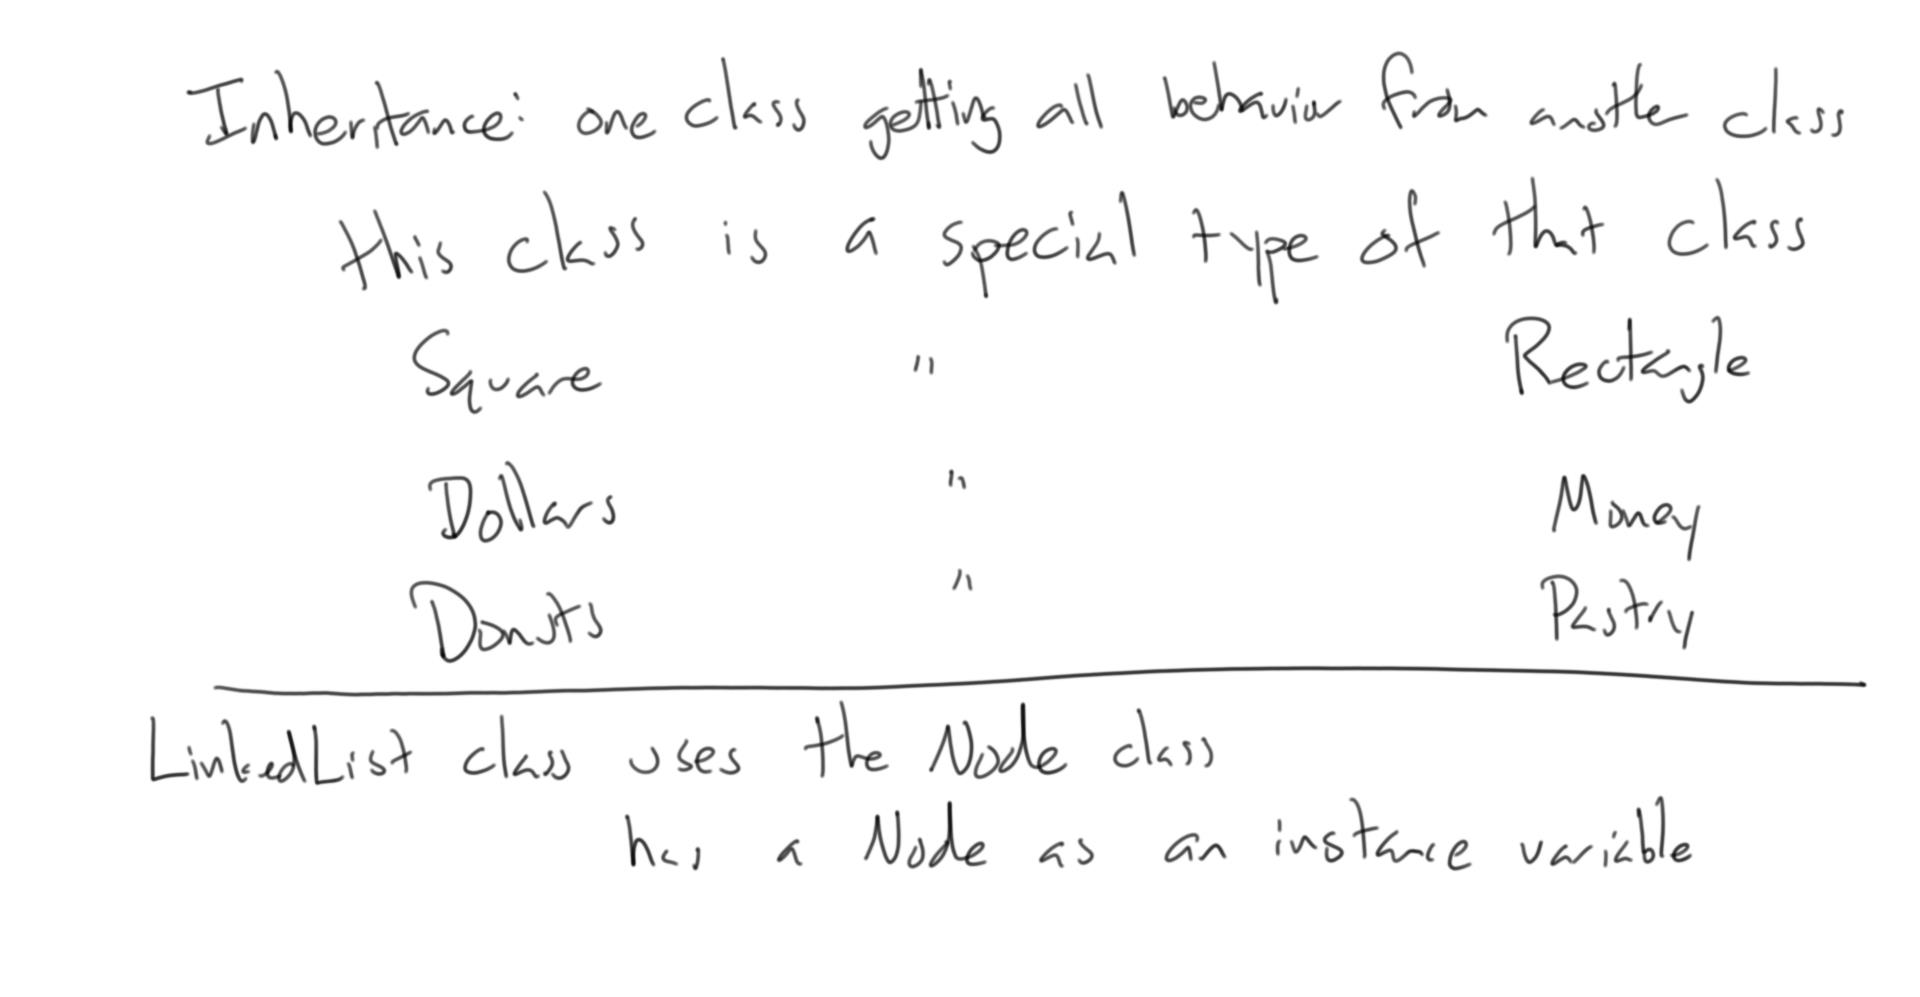 Inheritance: one class getting all behavior from another class
this class is a special type of that class
Square " Rectangle
Dollars " Money
Donuts " Pastry
LinkedList class uses the Node class
has a Node as an instance variable